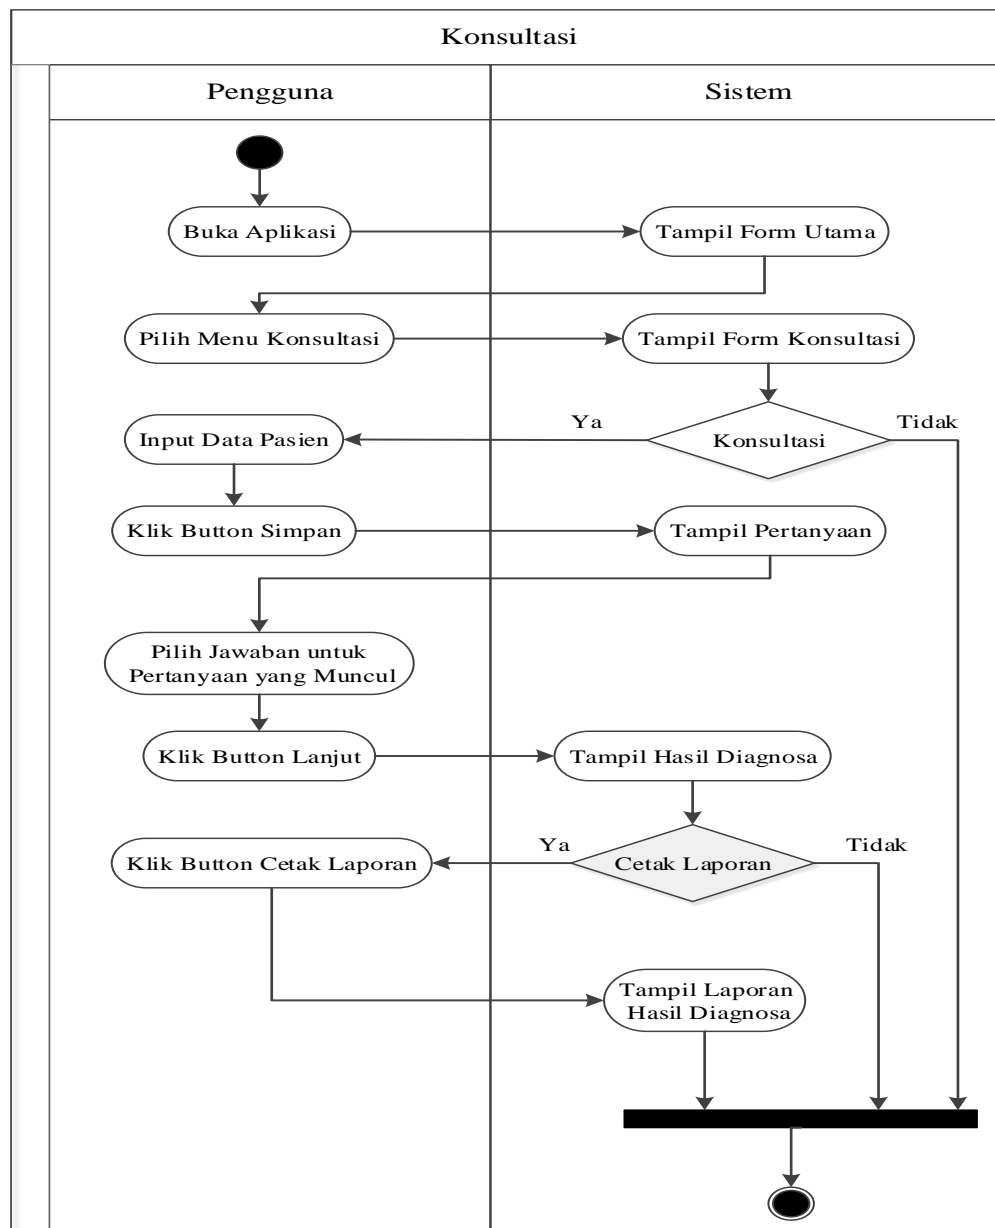 Konsultasi
Pengguna
Sistem
Buka Aplikasi
Tampil Form Utama
Pilih Menu Konsultasi
Tampil Form Konsultasi
Input Data Pasien
Ya
Konsultasi
Tidak
Klik Button Simpan
Tampil Pertanyaan
Pilih Jawaban untuk
Pertanyaan yang Muncul
Klik Button Lanjut
Tampil Hasil Diagnosa
Klik Button Cetak Laporan
Ya
Cetak Laporan
Tidak
Tampil Laporan
Hasil Diagnosa